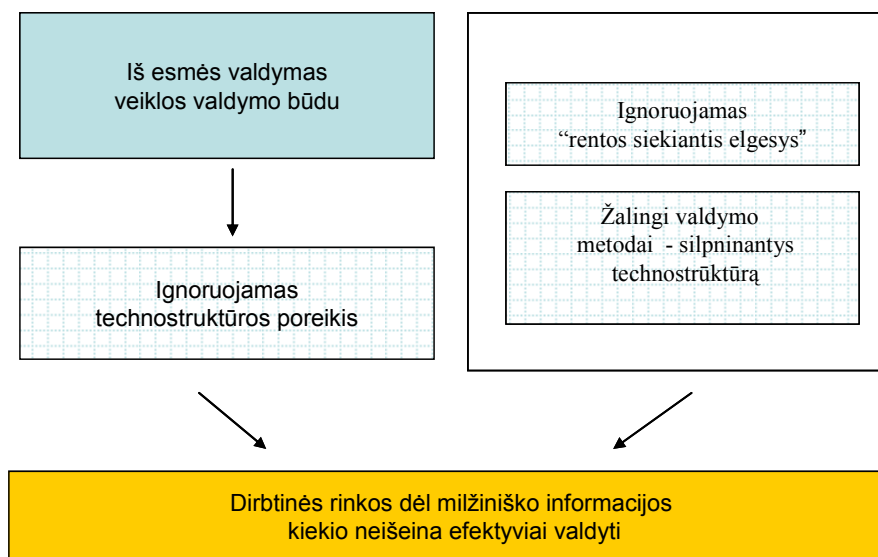 Iš esmės valdymas
veiklos valdymo būdu
Ignoruojamas
technostruktūros poreikis
Ignoruojamas
“rentos siekiantis elgesys”
Žalingi valdymo
metodai - silpninantys
technostrūktūrą
Dirbtinės rinkos dėl milžiniško informacijos
kiekio neišeina efektyviai valdyti